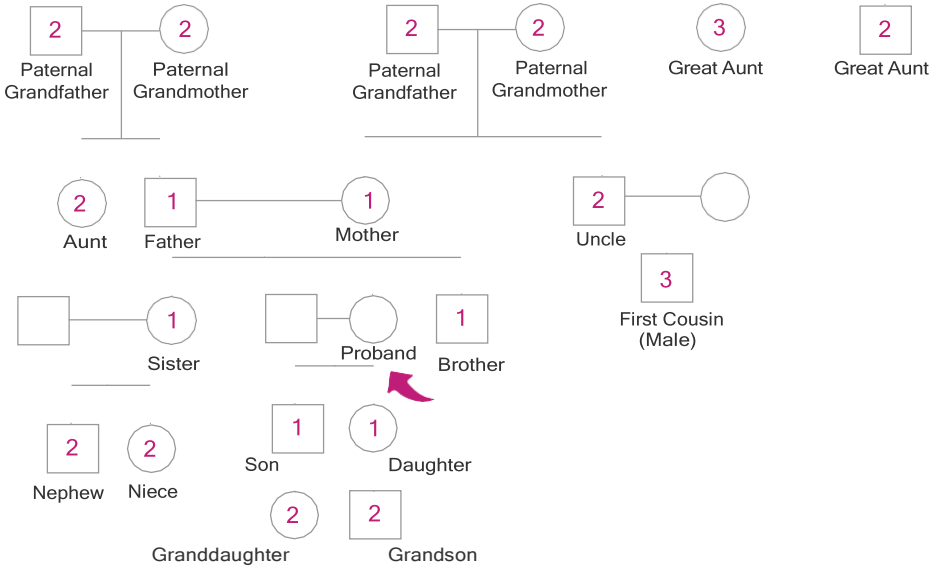 2 2 2 2 3 2
Paternal Grandfather
Paternal Grandmother
Paternal Grandfather
Paternal Grandmother
Great Aunt
Great Aunt
2 1 1 2
Aunt
Father
Mother
Uncle
3
First Cousin
(Male)
1 1
Sister
Proband
Brother
2 2 1 1
Nephew
Niece
Son
Daughter
2 2
Granddaughter
Grandson